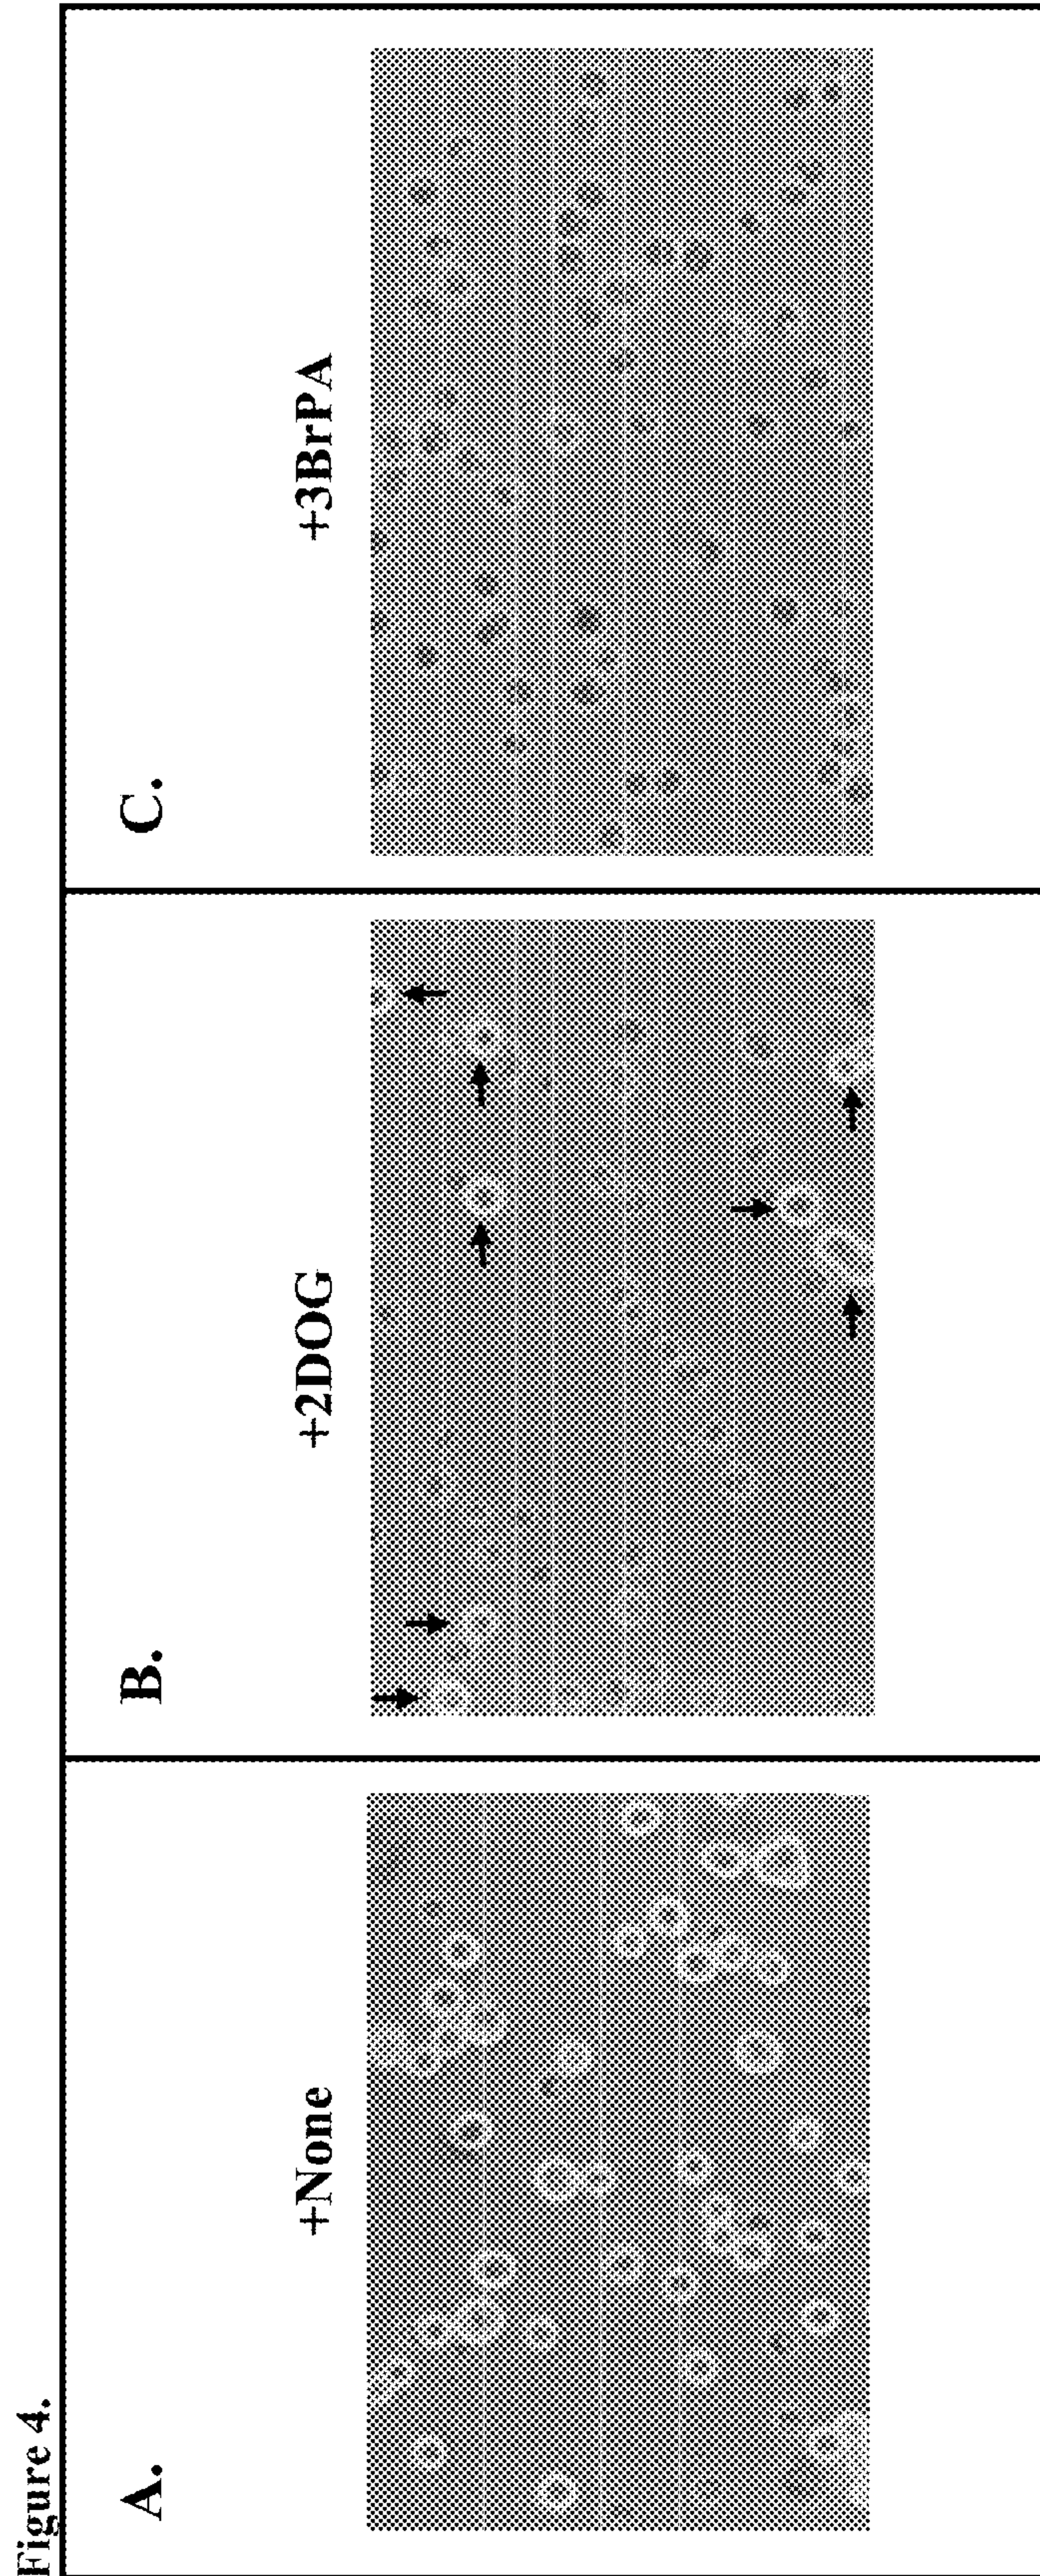 Figure 4.
A.
+None
B.
+2DOG
C.
+3BrPA